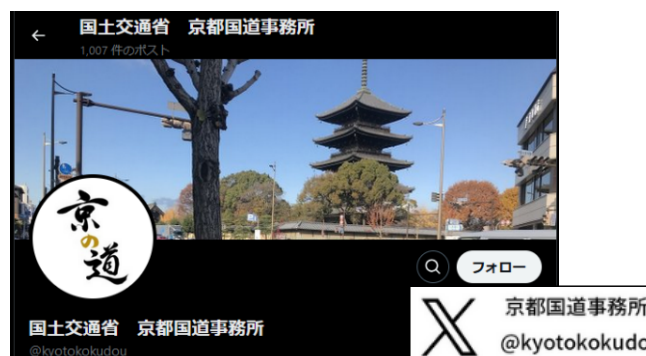 国土交通省　京都国道事務所
1,007 件のポスト
京の道
フォロー
国土交通省　京都国道事務所
@kyotokokudou
京都国道事務所
@kyotokokudo